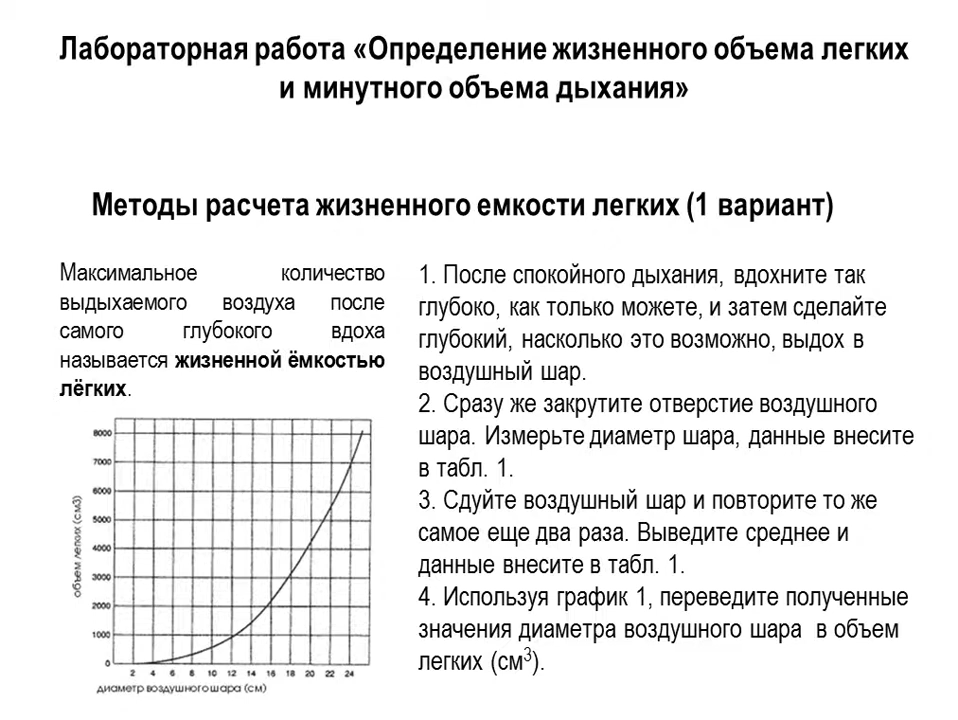 Лабораторная работа «Определение жизненного объема легких
и минутного объема дыхания»
Методы расчета жизненного емкости легких (1 вариант)
Максимальное количество
выдыхаемого воздуха после
самого глубокого вдоха
называется жизненной ёмкостью
лёгких.
8000
7000
6000
5000
4000
3000
2000
1000
0
объем легких (см3)
2 4 6 8 10 12 14 16 18 20 22 24
диаметр воздушного шара (см)
1. После спокойного дыхания, вдохните так
глубоко, как только можете, и затем сделайте
глубокий, насколько это возможно, выдох в
воздушный шар.
2. Сразу же закрутите отверстие воздушного
шара. Измерьте диаметр шара, данные внесите
в табл. 1.
3. Сдуйте воздушный шар и повторите то же
самое еще два раза. Выведите среднее и
данные внесите в табл. 1.
4. Используя график 1, переведите полученные
значения диаметра воздушного шара в объем
легких (см³).